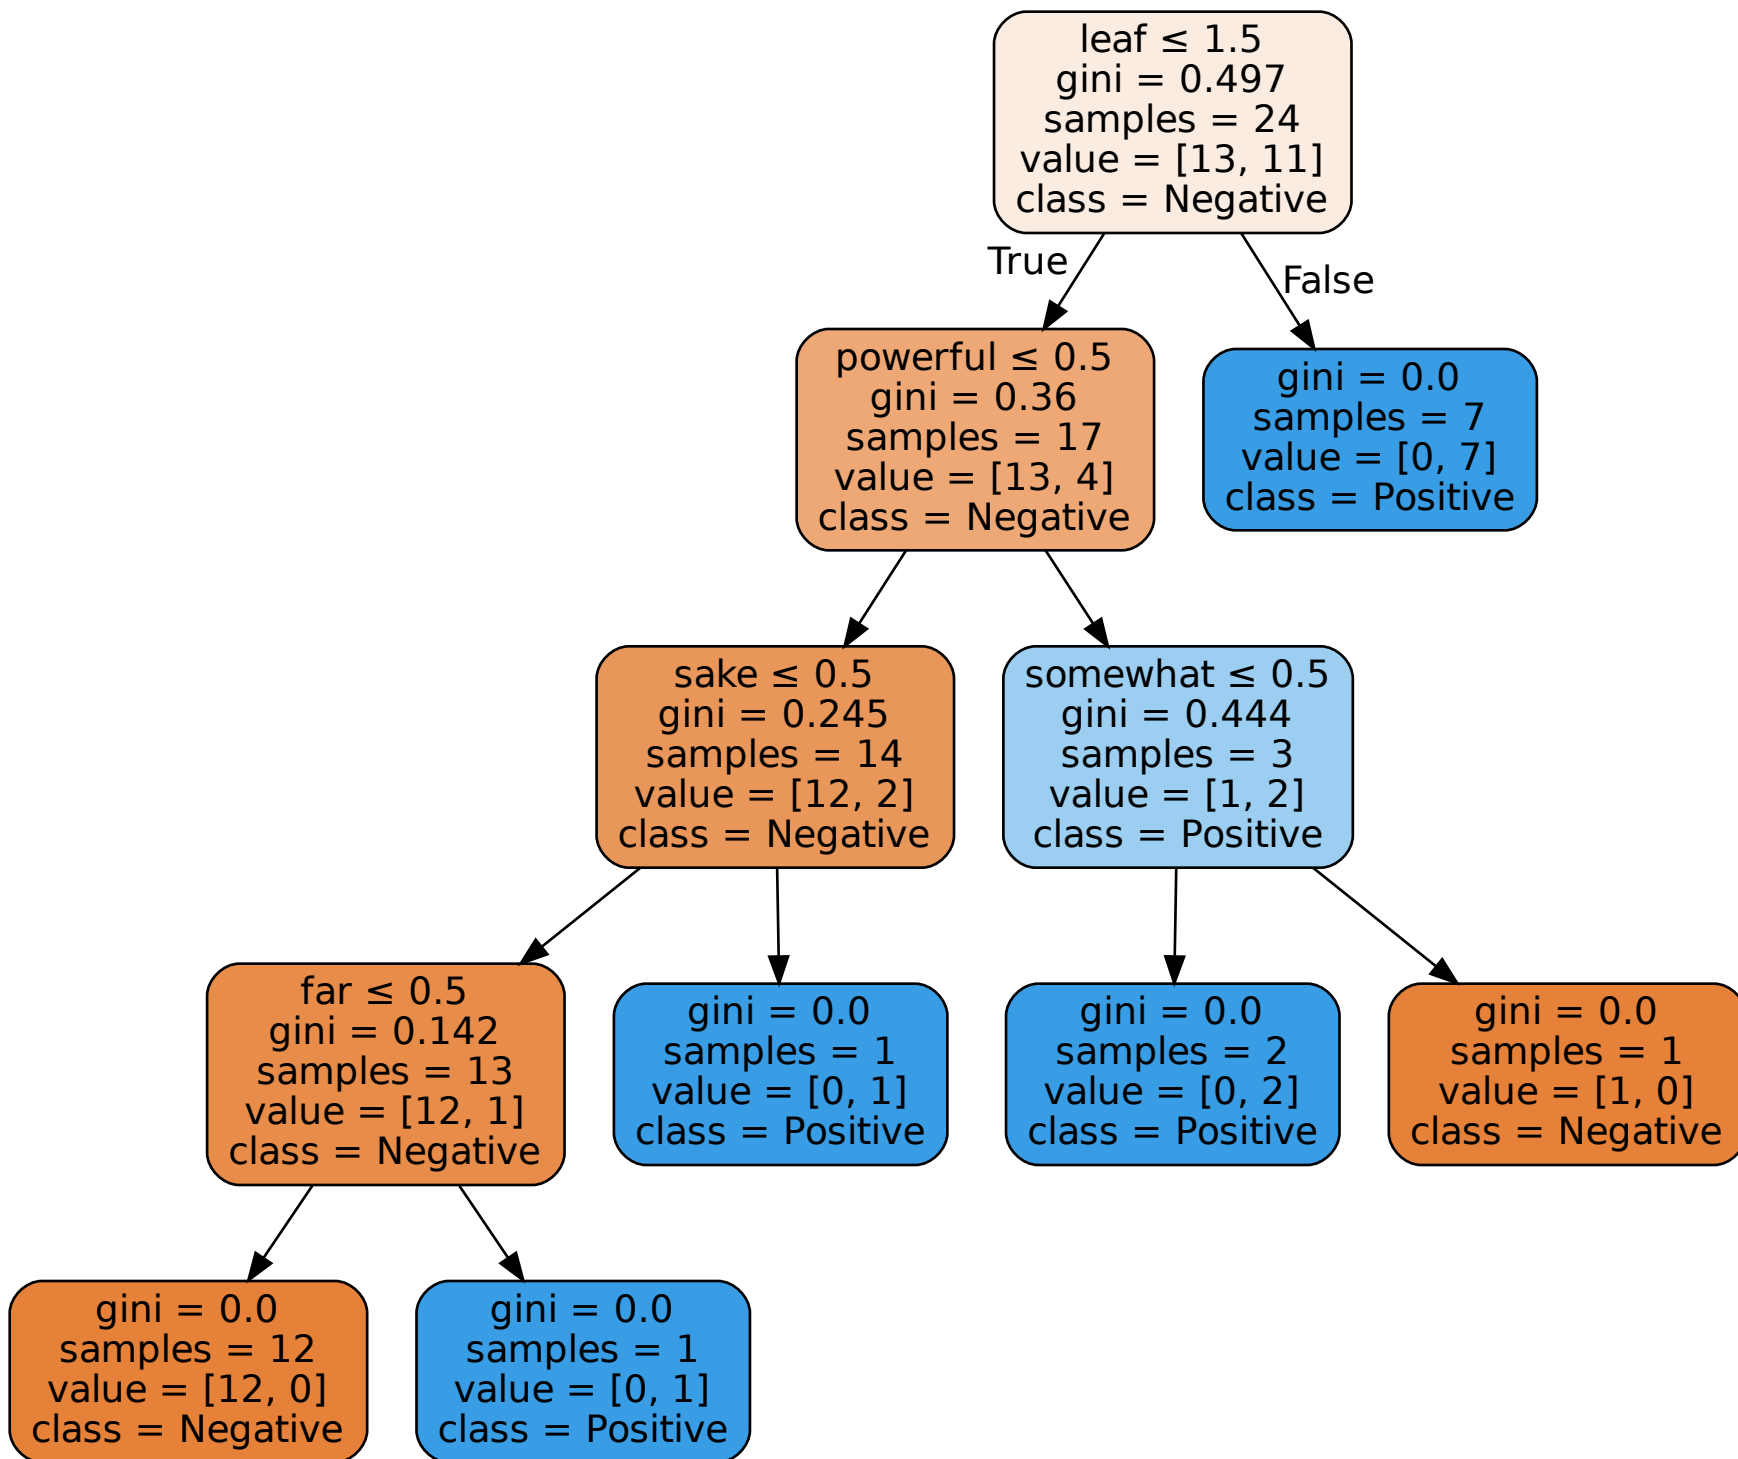 leaf ≤ 1.5
gini = 0.497
samples = 24
value = [13, 11]
class = Negative
True
False
powerful ≤ 0.5
gini = 0.36
samples = 17
value = [13, 4]
class = Negative
gini = 0.0
samples = 7
value = [0, 7]
class = Positive
sake ≤ 0.5
gini = 0.245
samples = 14
value = [12, 2]
class = Negative
somewhat ≤ 0.5
gini = 0.444
samples = 3
value = [1, 2]
class = Positive
far ≤ 0.5
gini = 0.142
samples = 13
value = [12, 1]
class = Negative
gini = 0.0
samples = 1
value = [0, 1]
class = Positive
gini = 0.0
samples = 2
value = [0, 2]
class = Positive
gini = 0.0
samples = 1
value = [1, 0]
class = Negative
gini = 0.0
samples = 12
value = [12, 0]
class = Negative
gini = 0.0
samples = 1
value = [0, 1]
class = Positive